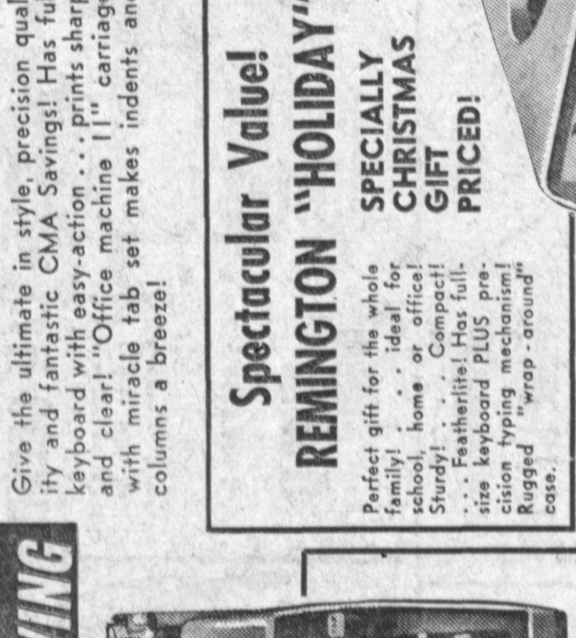 Give the ultimate in style, precision qual
ity and fantastic CMA Savings! Has ful
keyboard with easy-action . . . prints sharp
and clear! "Office machine 11" carriag
with miracle tab set makes indents and
columns a breeze!
Spectacular Value!
REMINGTON "HOLIDAY"
SPECIALLY
CHRISTMAS
GIFT
PRICED!
Perfect gift for the whole
family! . . . ideal for
school, home or office!
Sturdy! . . . Compact!
. . . Featherlite! Has full-
size keyboard PLUS pre-
cision typing mechanism!
Rugged "wrap-around"
case.
ING